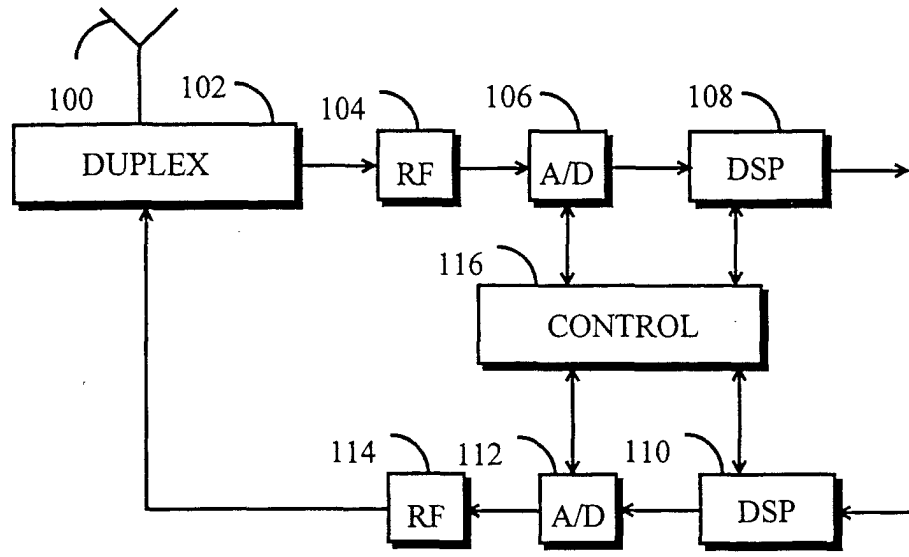 100
102
104
106
108
DUPLEX
RF
A/D
DSP
116
CONTROL
114
112
110
RF
A/D
DSP